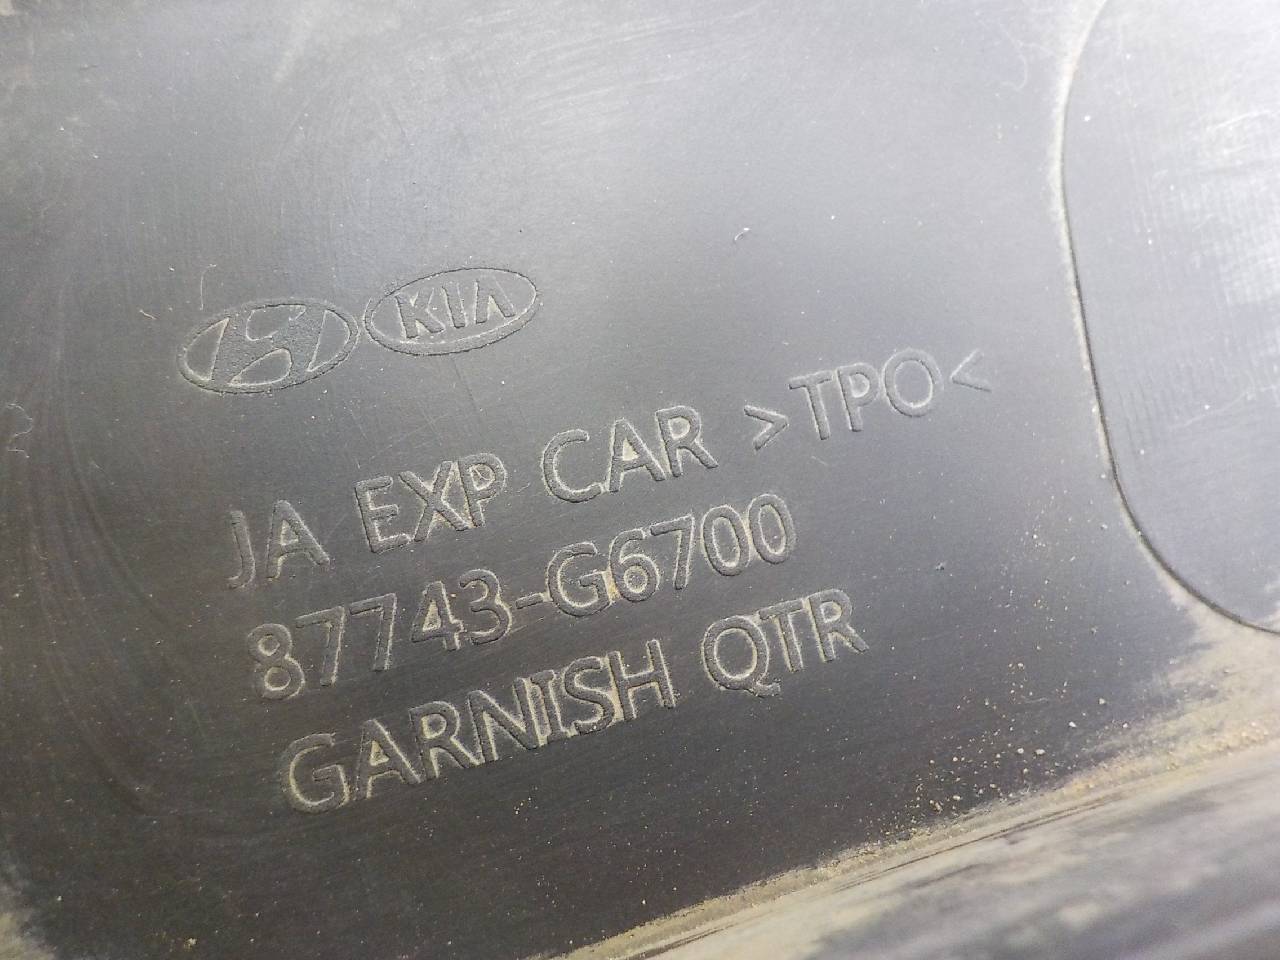 KIA
JA EXP CAR >TPO<
87743-G6700
GARNISH QTR